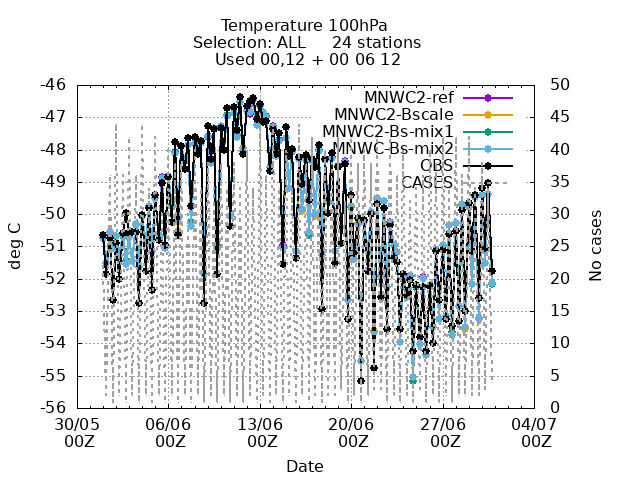 Temperature 100hPa
Selection: ALL 24 stations
Used 00,12 + 00 06 12
MNWC2-ref
MNWC2-Bscale
MNWC2-Bs-mix1
MNWC-Bs-mix2
OBS
CASES
deg C
-46
-47
-48
-49
-50
-51
-52
-53
-54
-55
-56
50
45
40
35
30
25
20
15
10
5
0
No cases
30/05 06/06 13/06 20/06 27/06 04/07
00Z 00Z 00Z 00Z 00Z 00Z
Date